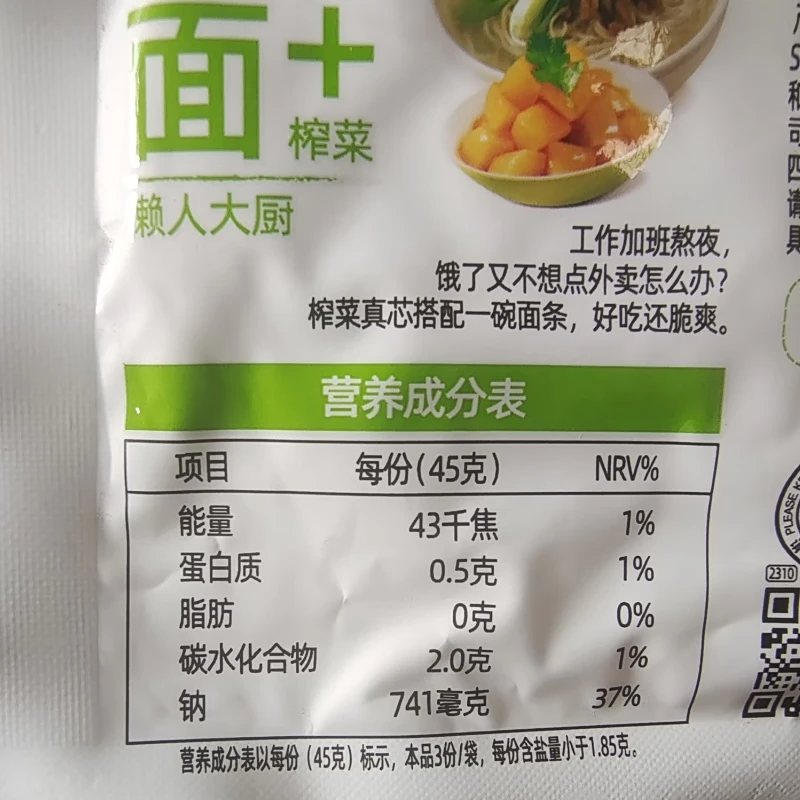 面+
榨菜
懒人大厨
工作加班熬夜，
饿了又不想点外卖怎么办？
榨菜真芯搭配一碗面条，好吃还脆爽。
营养成分表
项目 每份(45克) NRV%
能量 43千焦 1%
蛋白质 0.5克 1%
脂肪 0克 0%
碳水化合物 2.0克 1%
钠 741毫克 37%
营养成分表以每份（45克）标示，本品3份/袋，每份含盐量小于1.85克。
PLEASE
2310